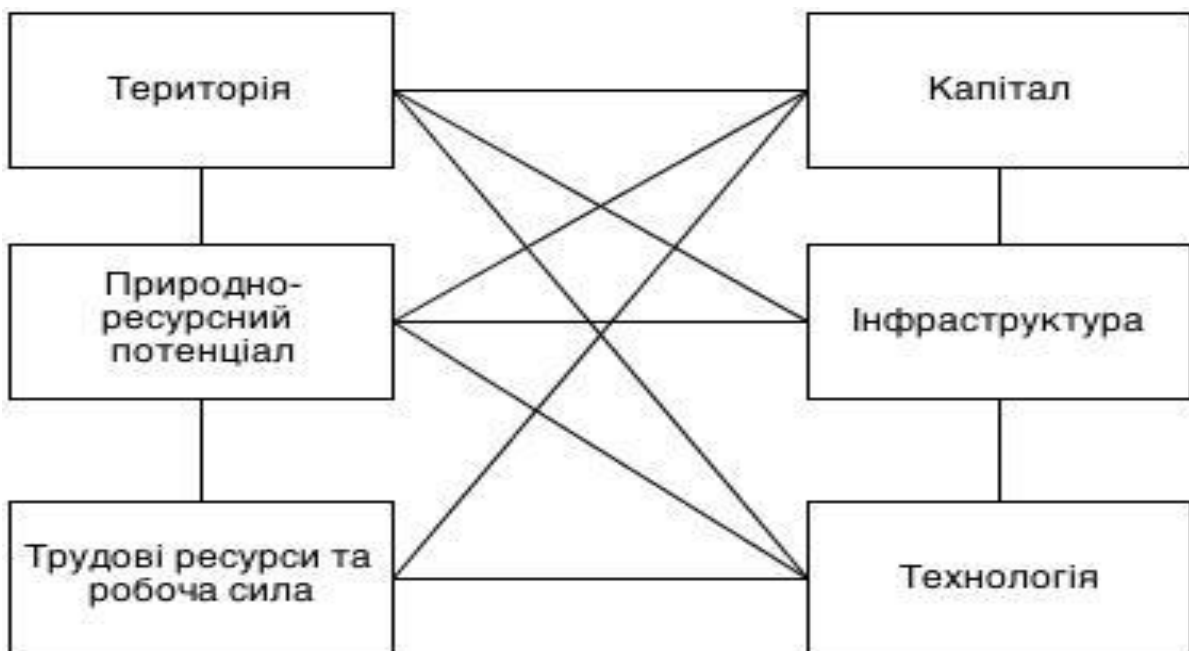 Територія
Капітал
Природно-
ресурсний
потенціал
Інфраструктура
Трудові ресурси та
робоча сила
Технологія